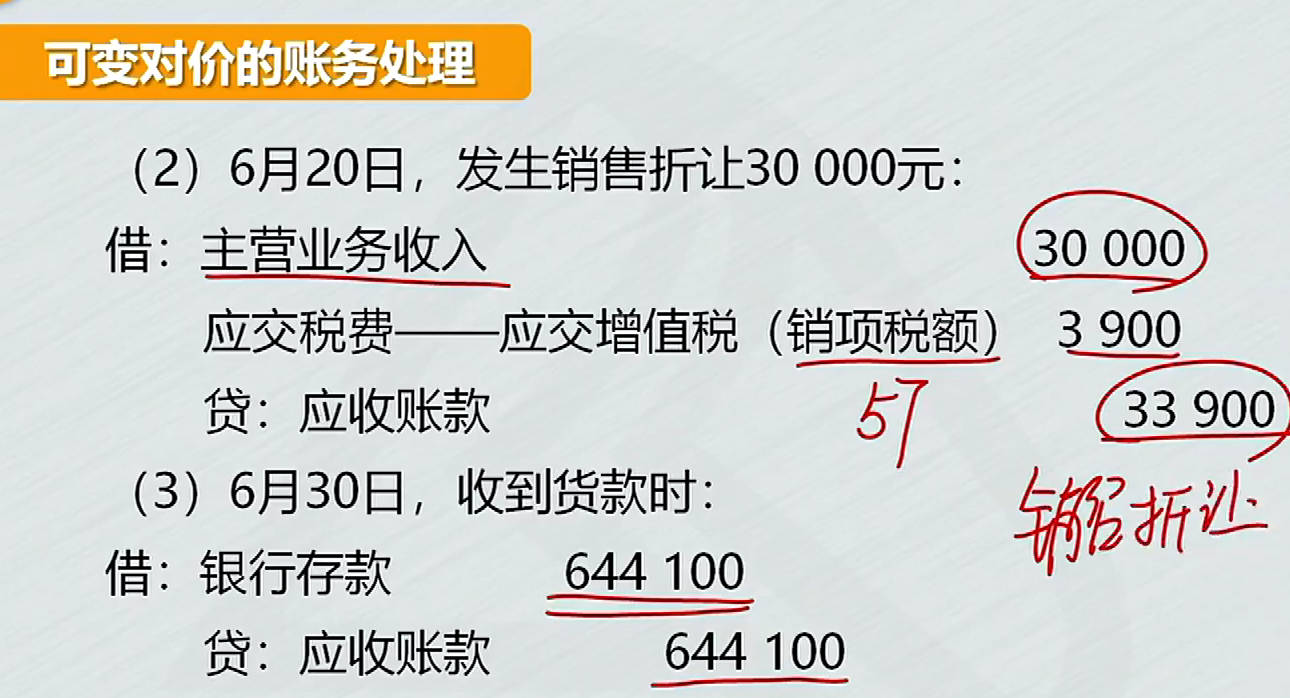 可变对价的账务处理
（2）6月20日，发生销售折让30 000元：
借：主营业务收入 30 000
应交税费——应交增值税（销项税额） 3 900
贷：应收账款 33 900
（3）6月30日，收到货款时：
销售折让
借：银行存款 644 100
贷：应收账款 644 100